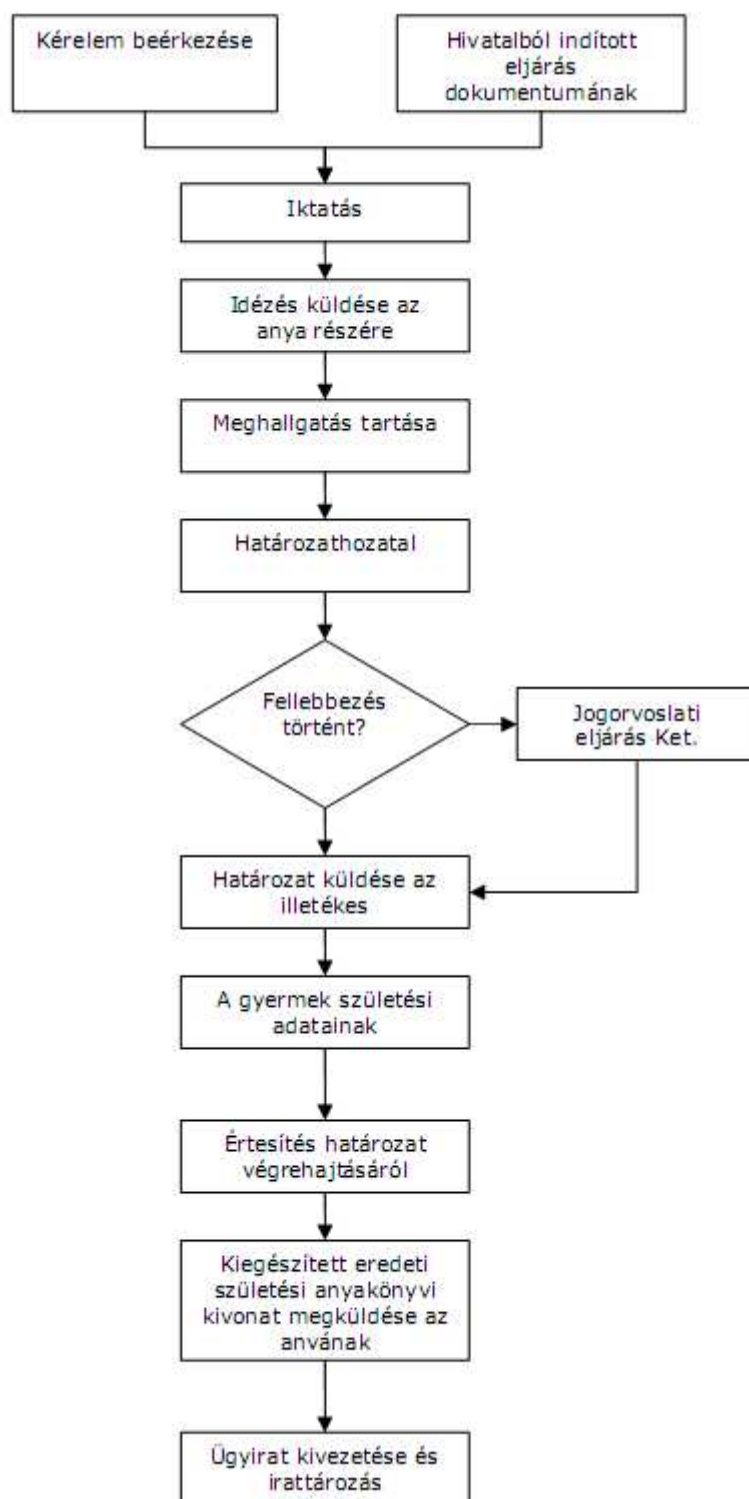 Kérelem beérkezése
Hivatalból indított
eljárás
dokumentumának
Iktatás
Idézés küldése az
anya részére
Meghallgatás tartása
Határozathozatal
Fellebbezés
történt?
Jogorvoslati
eljárás Ket.
Határozat küldése az
illetékes
A gyermek születési
adatainak
Értesítés határozat
végrehajtásáról
Kiegészített eredeti
születési anyakönyvi
kivonat megküldése az
anyának
Ügyirat kivezetése és
irattározás